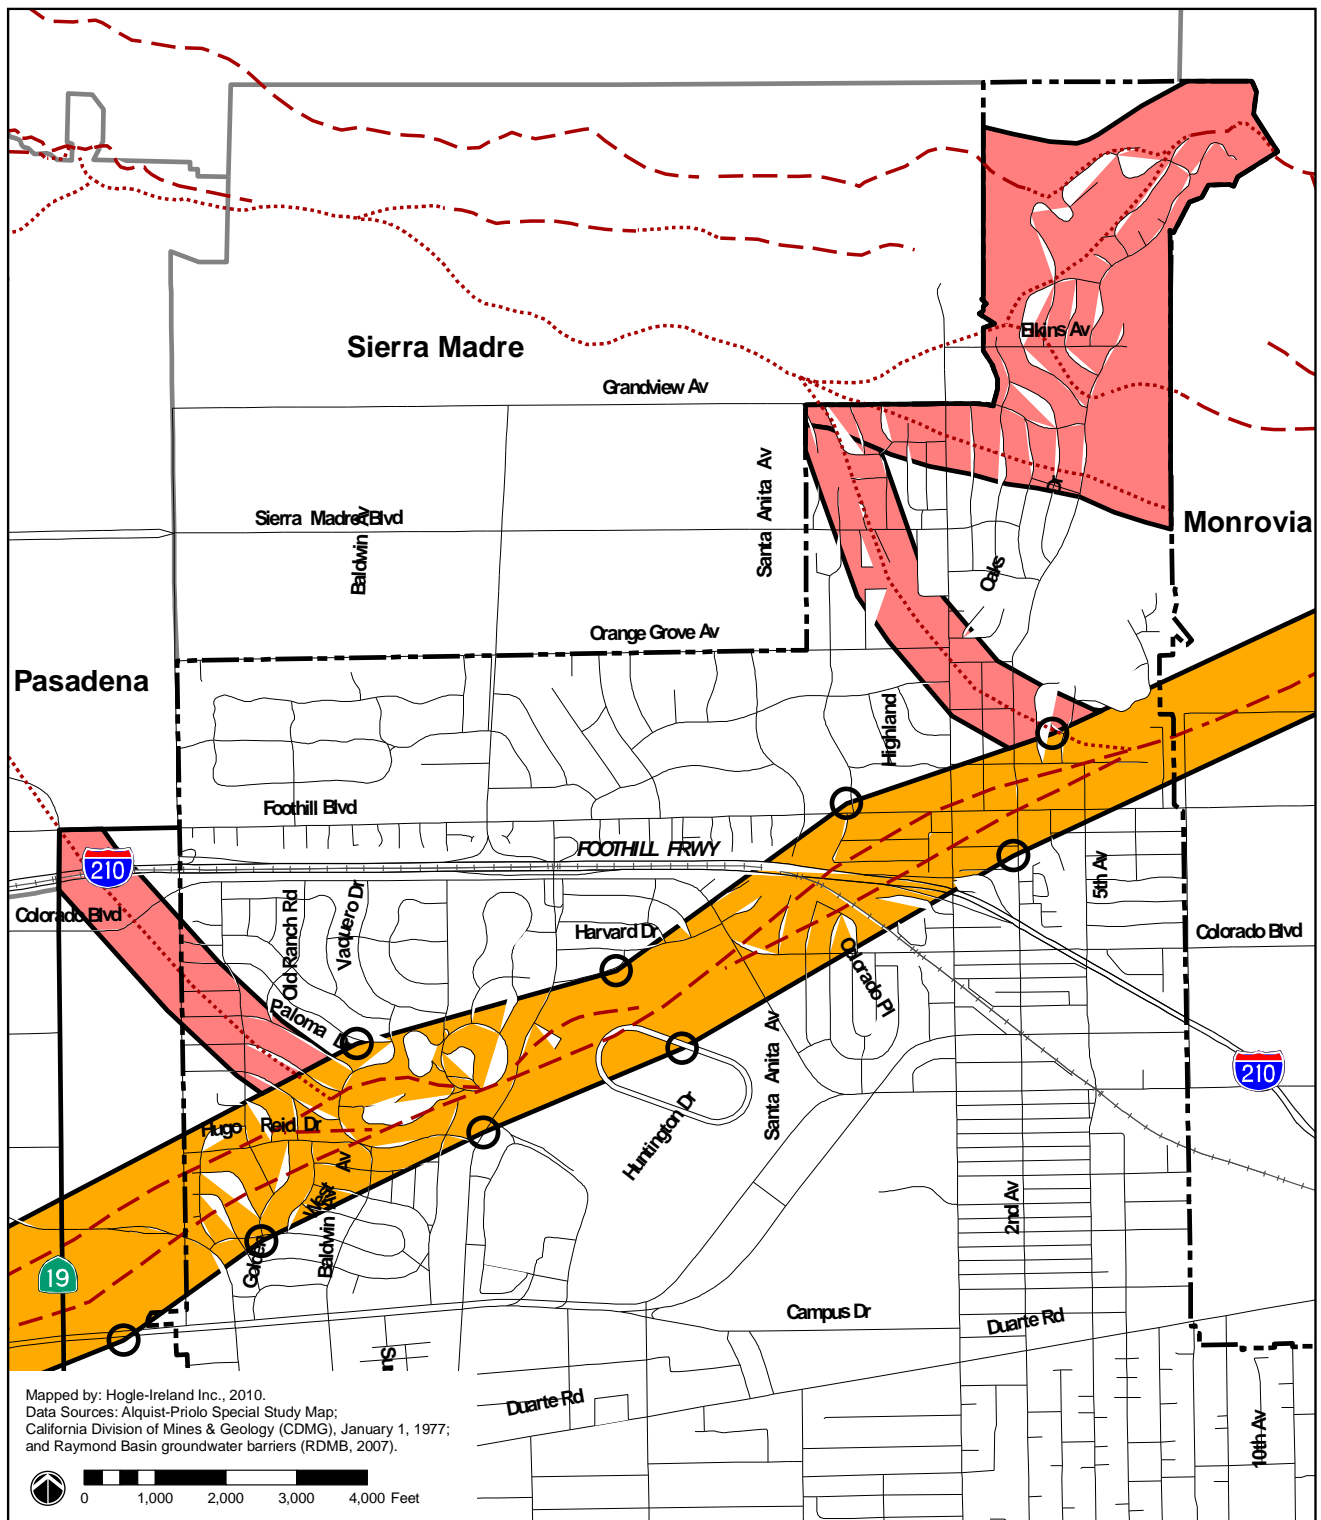 Elkins Av
Sierra Madre
Grandview Av
Santa Anita Av
Dr
Sierra Madre Blvd
Baldwin Av
Monrovia
Oaks
Orange Grove Av
Pasadena
Highland
Foothill Blvd
FOOTHILL FRWY
210
5th Av
Colorado Blvd
Old Ranch Rd
Vaquero Dr
Harvard Dr
Colorado Blvd
Colorado Pl
Paloma D
Santa Anita Av
210
Huntington Dr
Hugo Reid Dr
West Av
Baldwin Av
2nd Av
Golden
19
Campus Dr
Duarte Rd
Sun
Duarte Rd
10th Av
Mapped by: Hogle-Ireland Inc., 2010.
Data Sources: Alquist-Priolo Special Study Map;
California Division of Mines & Geology (CDMG), January 1, 1977;
and Raymond Basin groundwater barriers (RDMB, 2007).
0 1,000 2,000 3,000 4,000 Feet